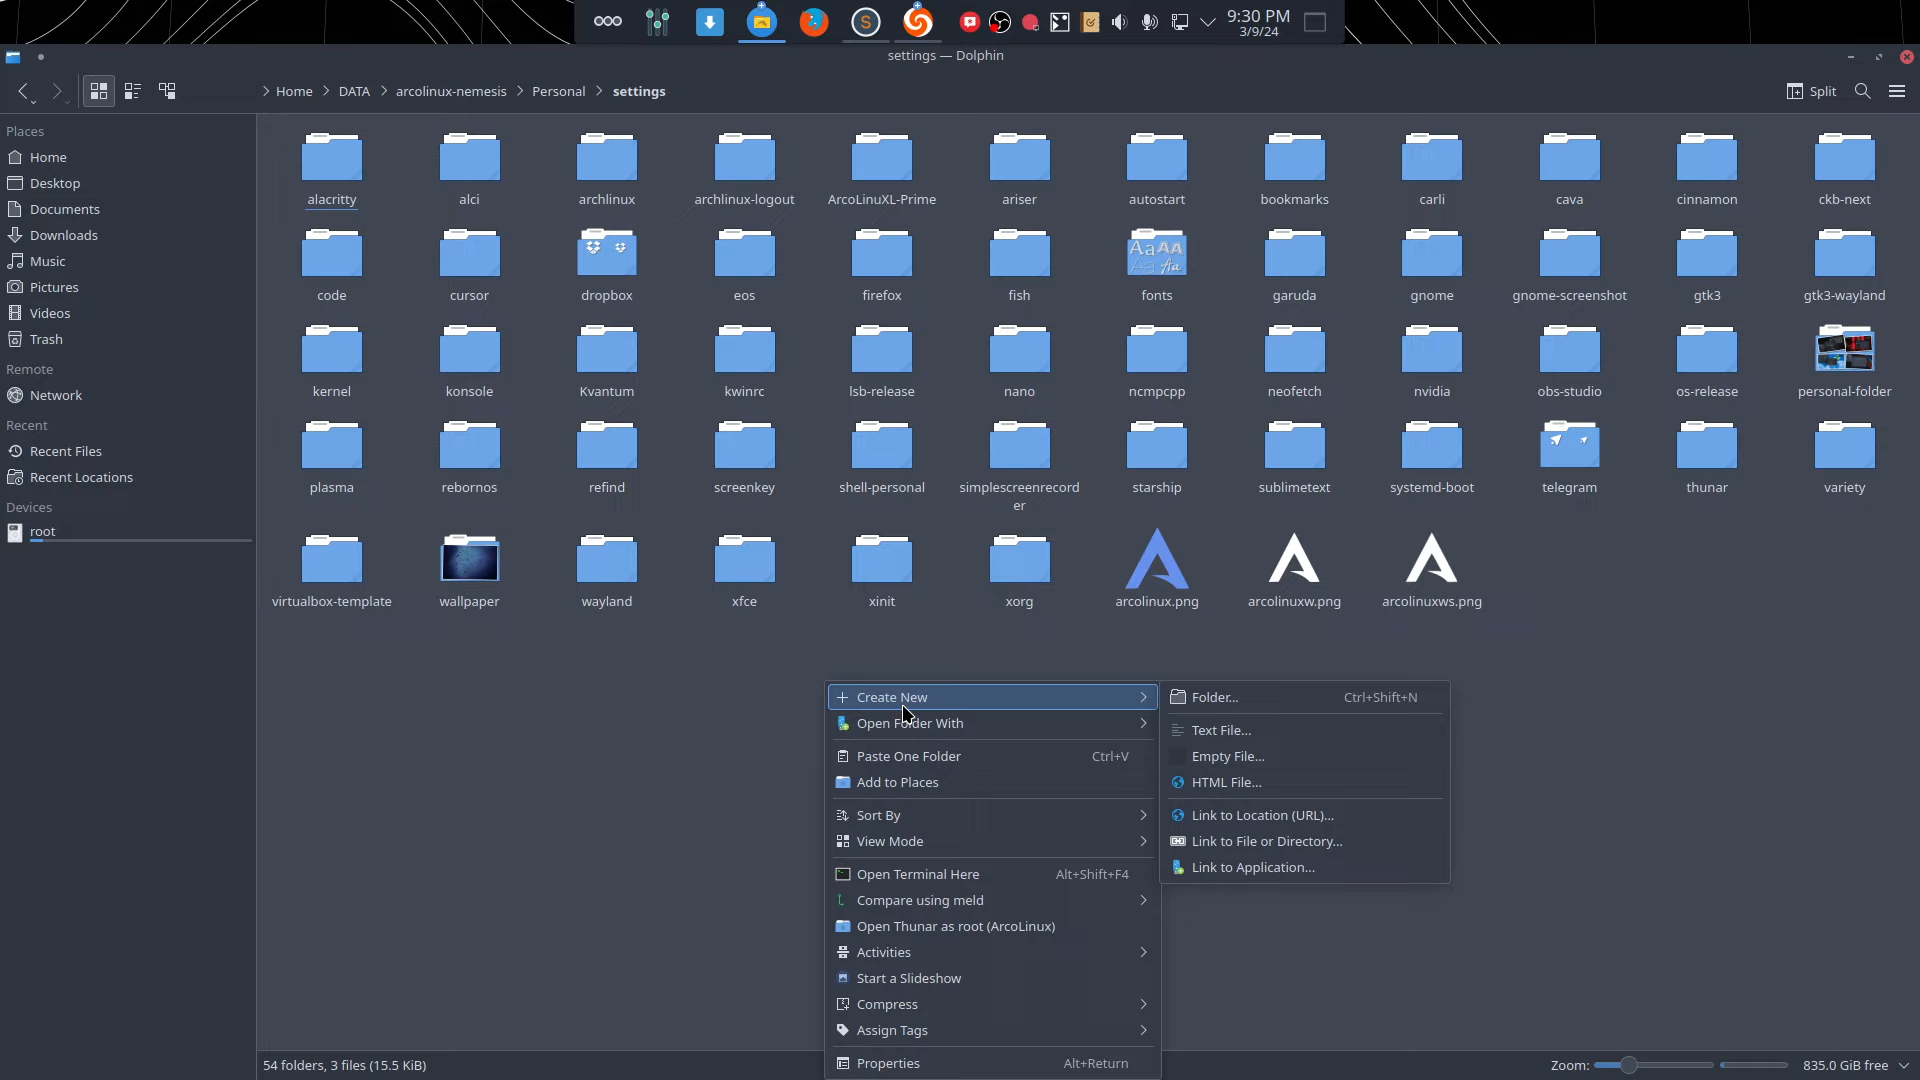 9:30 PM
3/9/24
settings — Dolphin
Home DATA arcolinux-nemesis Personal settings
Split
Places
Home
Desktop
Documents
Downloads
Music
Pictures
Videos
Trash
Remote
Network
Recent
Recent Files
Recent Locations
Devices
root
alacritty alci archlinux archlinux-logout ArcoLinuXL-Prime ariser autostart bookmarks carli cava cinnamon ckb-next
code cursor dropbox eos firefox fish fonts garuda gnome gnome-screenshot gtk3 gtk3-wayland
kernel konsole Kvantum kwinrc lsb-release nano ncmpcpp neofetch nvidia obs-studio os-release personal-folder
plasma rebornos refind screenkey shell-personal simplescreenrecord starship sublimetext systemd-boot telegram thunar variety
er
virtualbox-template wallpaper wayland xfce xinit xorg arcolinux.png arcolinuxw.png arcolinuxws.png
Create New
Open Folder With
Paste One Folder Ctrl+V
Add to Places
Sort By
View Mode
Open Terminal Here Alt+Shift+F4
Compare using meld
Open Thunar as root (ArcoLinux)
Activities
Start a Slideshow
Compress
Assign Tags
Properties Alt+Return
Folder... Ctrl+Shift+N
Text File...
Empty File...
HTML File...
Link to Location (URL)...
Link to File or Directory...
Link to Application...
54 folders, 3 files (15.5 KiB)
Zoom:
835.0 GiB free